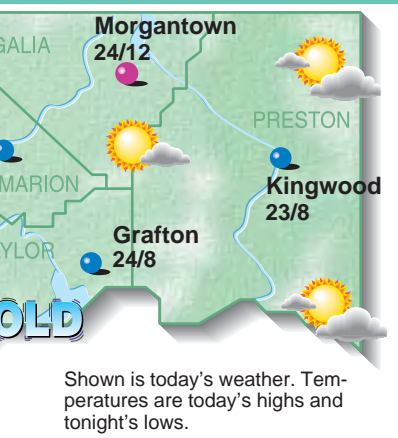 Morgantown
24/12
GALIA
PRESTON
MARION
Kingwood
23/8
Grafton
24/8
YLOR
OLD
Shown is today's weather. Tem-
peratures are today's highs and
tonight's lows.